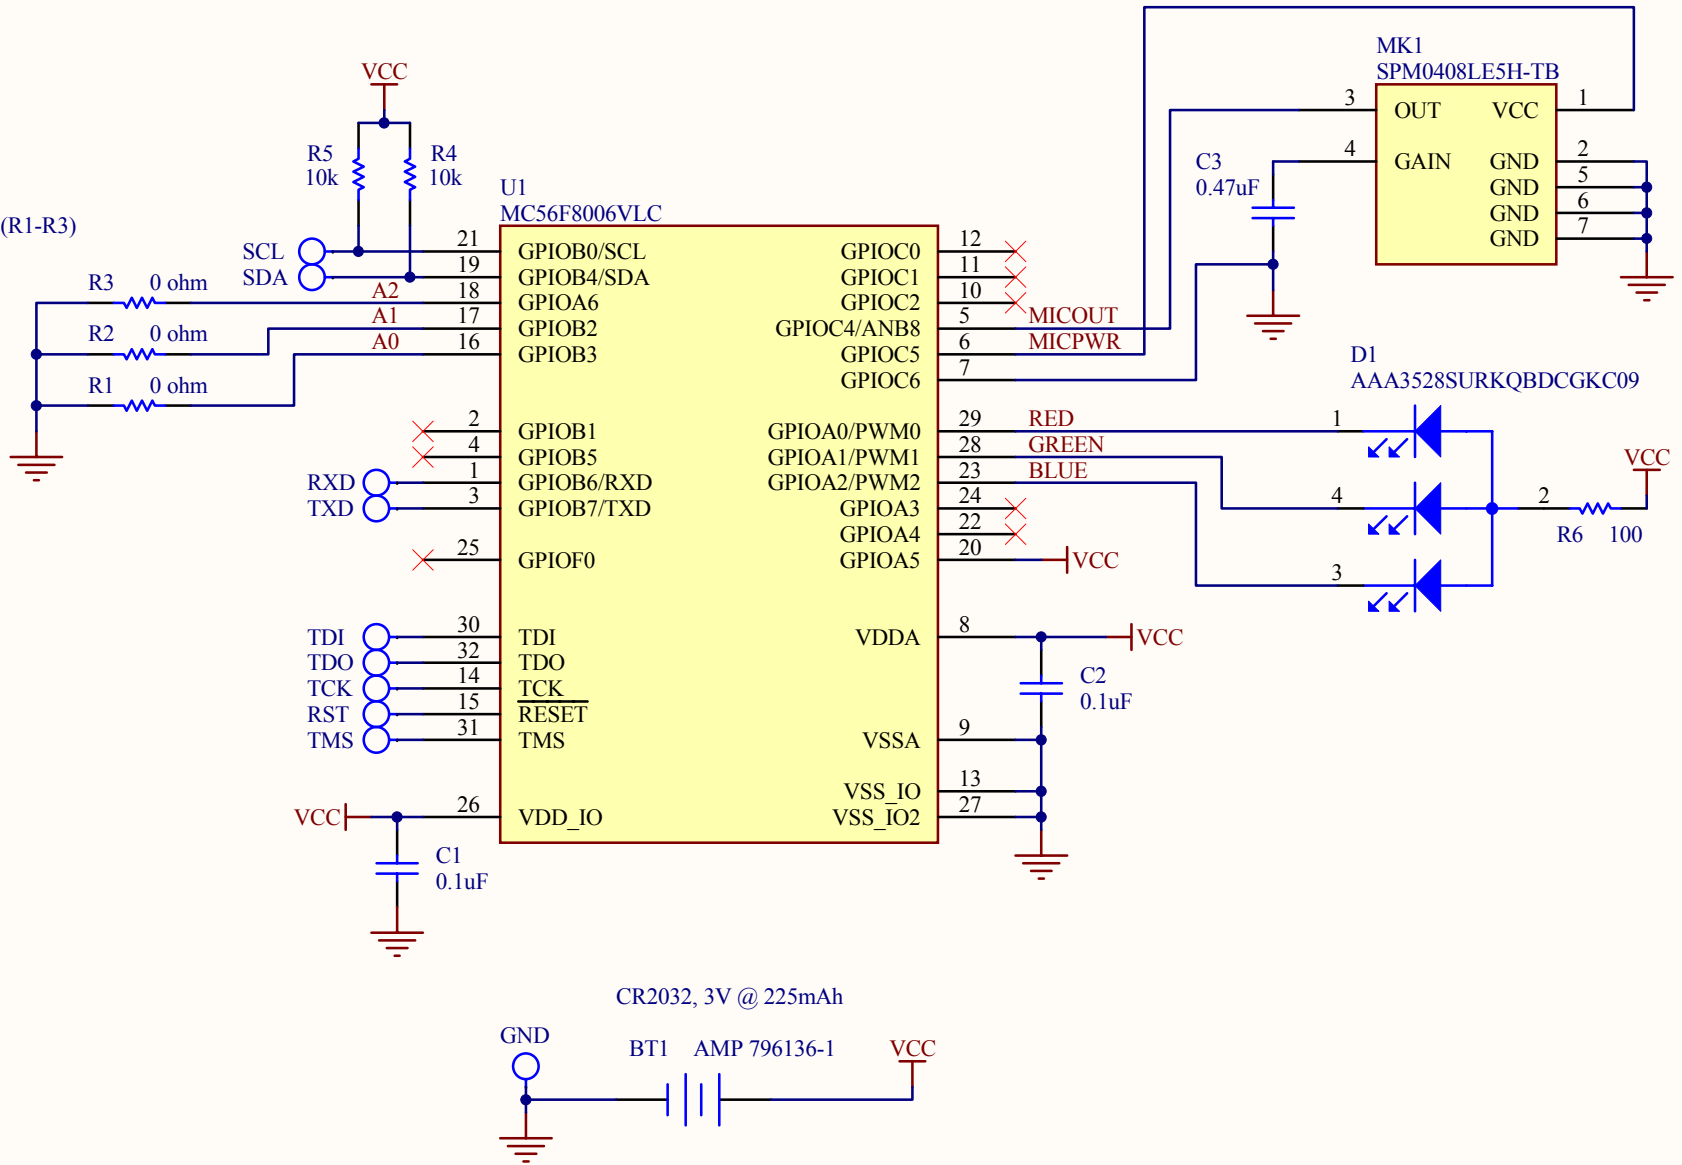 MK1
SPM0408LE5H-TB
3 OUT VCC 1
4 GAIN GND 2
GND 5
GND 6
GND 7
C3
0.47uF
VCC
R5
10k
R4
10k
(R1-R3)
U1
MC56F8006VLC
SCL 21 GPIOB0/SCL GPIOC0 12
SDA 19 GPIOB4/SDA GPIOC1 11
R3 0 ohm A2 18 GPIOA6 GPIOC2 10
R2 0 ohm A1 17 GPIOB2 GPIOC4/ANB8 5 MICOUT
R1 0 ohm A0 16 GPIOB3 GPIOC5 6 MICPWR
GPIOC6 7
2 GPIOB1 GPIOA0/PWM0 29 RED
4 GPIOB5 GPIOA1/PWM1 28 GREEN
RXD 1 GPIOB6/RXD GPIOA2/PWM2 23 BLUE
TXD 3 GPIOB7/TXD GPIOA3 24
GPIOA4 22
25 GPIOF0 GPIOA5 20 VCC
D1
AAA3528SURKQBDCGKC09
1
4
3
2
R6 100
VCC
TDI 30 TDI VDDA 8 VCC
TDO 32 TDO
TCK 14 TCK
RST 15 RESET
TMS 31 TMS VSSA 9
C2
0.1uF
VSS_IO 13
VCC 26 VDD_IO VSS_IO2 27
C1
0.1uF
CR2032, 3V @ 225mAh
GND
BT1 AMP 796136-1 VCC